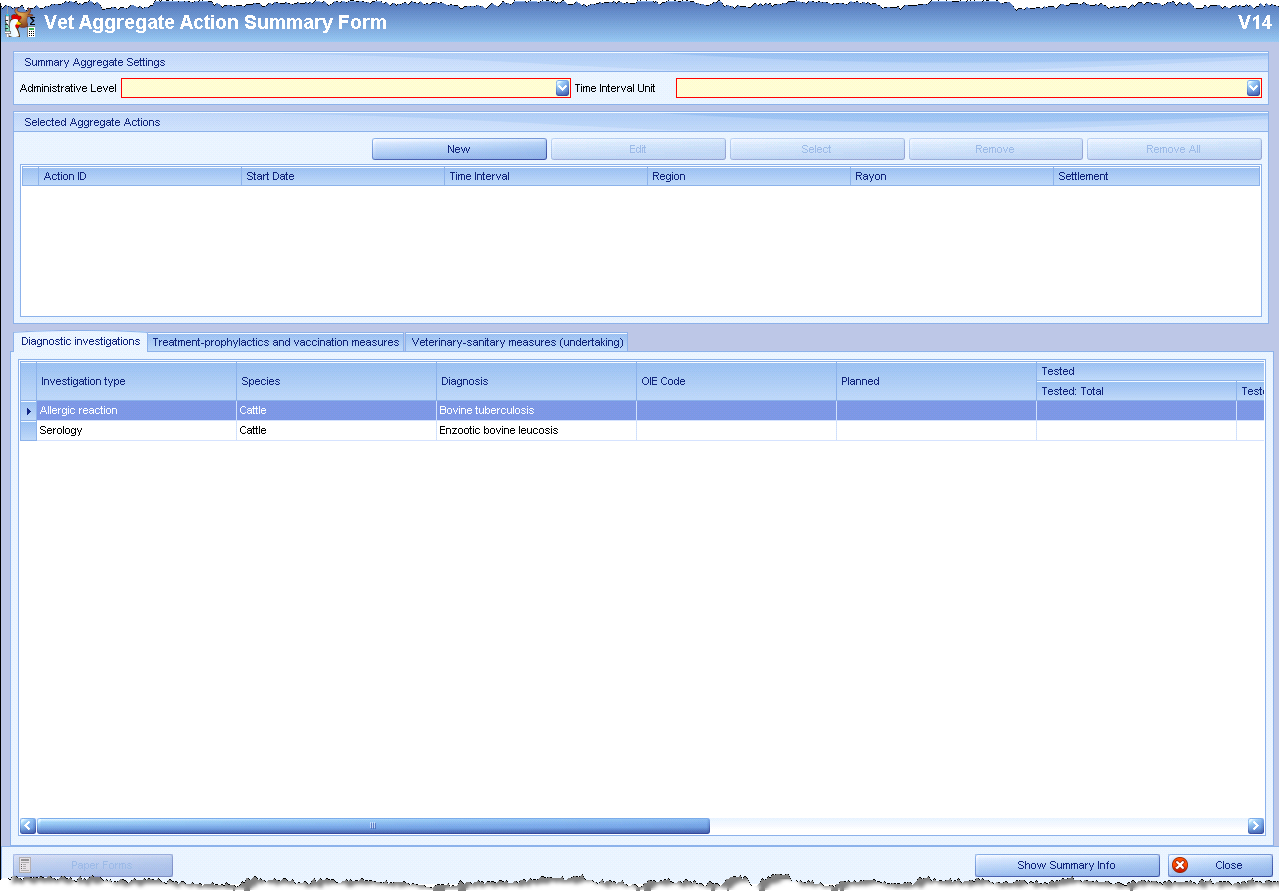 Vet Aggregate Action Summary Form V14
Summary Aggregate Settings
Administrative Level Time Interval Unit
Selected Aggregate Actions
New Edit Select Remove Remove All
Action ID Start Date Time Interval Region Rayon Settlement
Diagnostic investigations Treatment-prophylactics and vaccination measures Veterinary-sanitary measures (undertaking)
Investigation type Species Diagnosis OIE Code Planned Tested
Tested: Total Teste
Allergic reaction Cattle Bovine tuberculosis
Serology Cattle Enzootic bovine leucosis
Paper Forms Show Summary Info Close